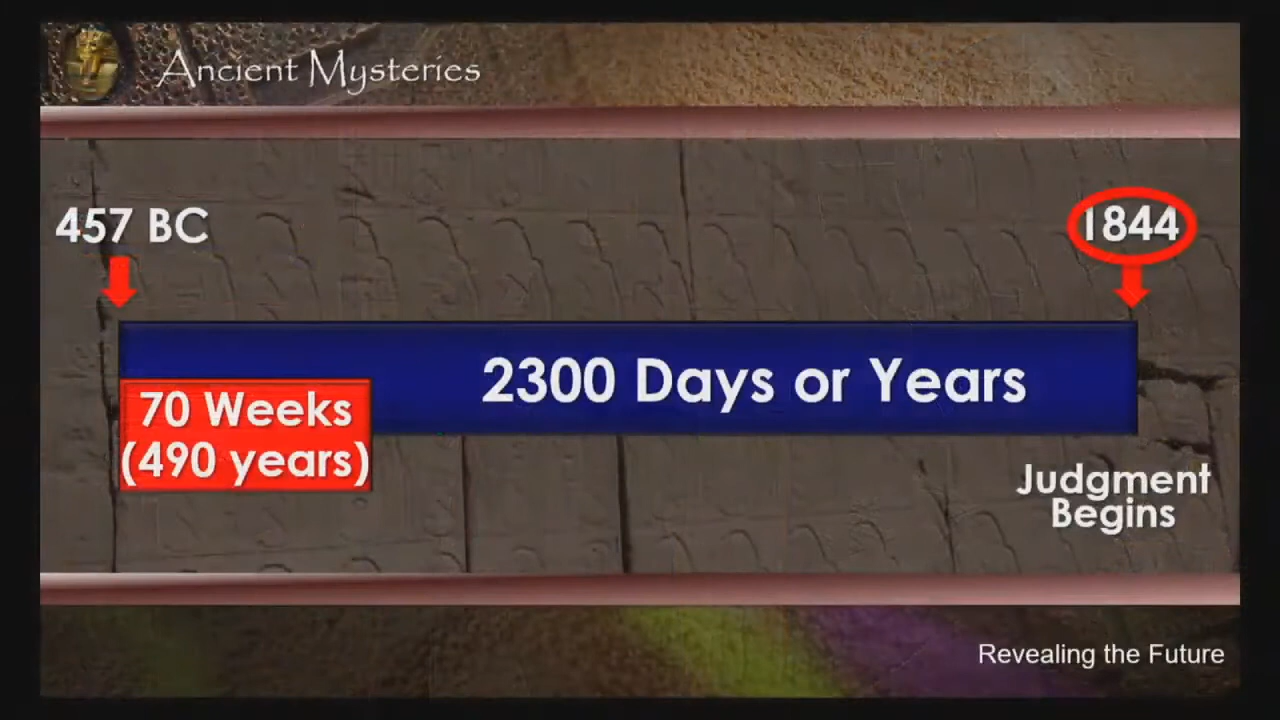 Ancient Mysteries
457 BC
1844
2300 Days or Years
70 Weeks
(490 years)
Judgment
Begins
Revealing the Future